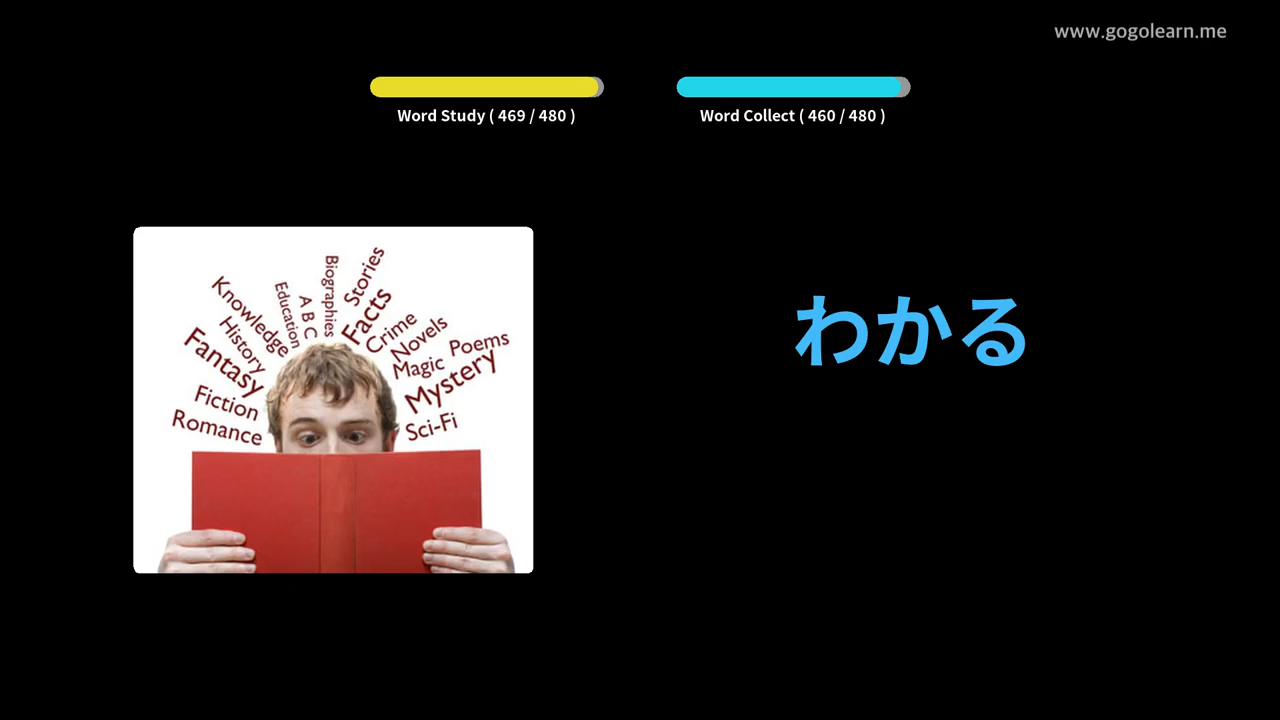 www.gogolearn.me
Word Study ( 469 / 480 )
Word Collect ( 460 / 480 )
Biographies
Stories
Education
A B C
Facts
Knowledge
Crime
History
Novels
Fantasy
Magic
Poems
Mystery
Fiction
Romance
Sci-Fi
わかる